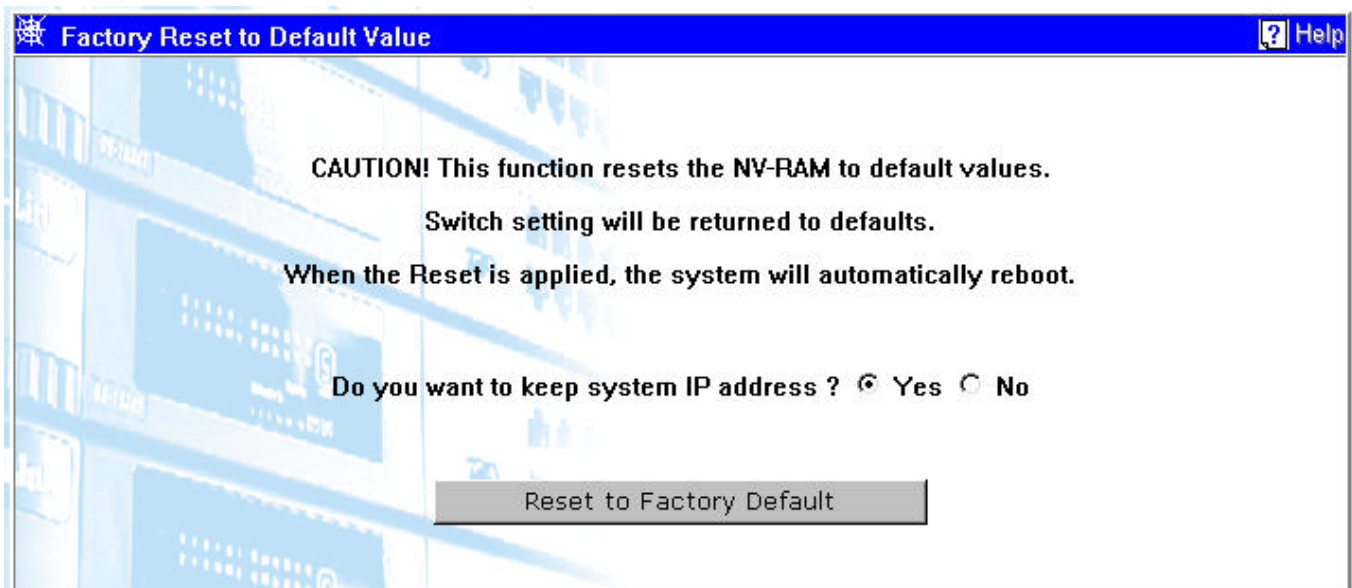 Factory Reset to Default Value
? Help
CAUTION! This function resets the NV-RAM to default values.
Switch setting will be returned to defaults.
When the Reset is applied, the system will automatically reboot.
Do you want to keep system IP address ? Yes No
Reset to Factory Default